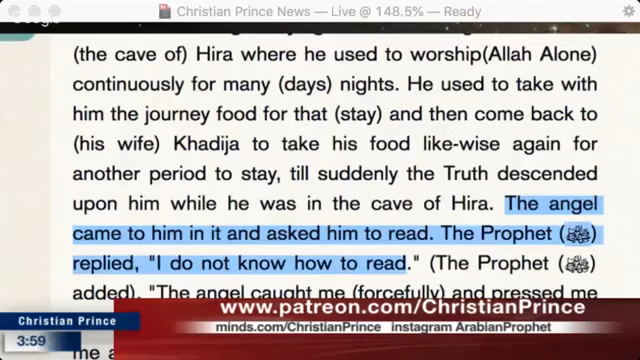 Christian Prince News — Live @ 148.5% — Ready
(the cave of) Hira where he used to worship(Allah Alone)
continuously for many (days) nights. He used to take with
him the journey food for that (stay) and then come back to
(his wife) Khadija to take his food like-wise again for
another period to stay, till suddenly the Truth descended
upon him while he was in the cave of Hira. The angel
came to him in it and asked him to read. The Prophet (ﷺ)
replied, "I do not know how to read." (The Prophet (ﷺ)
added), "The angel caught me (forcefully) and pressed me
www.patreon.com/ChristianPrince
Christian Prince
minds.com/ChristianPrince instagram ArabianProphet
3:59
me a